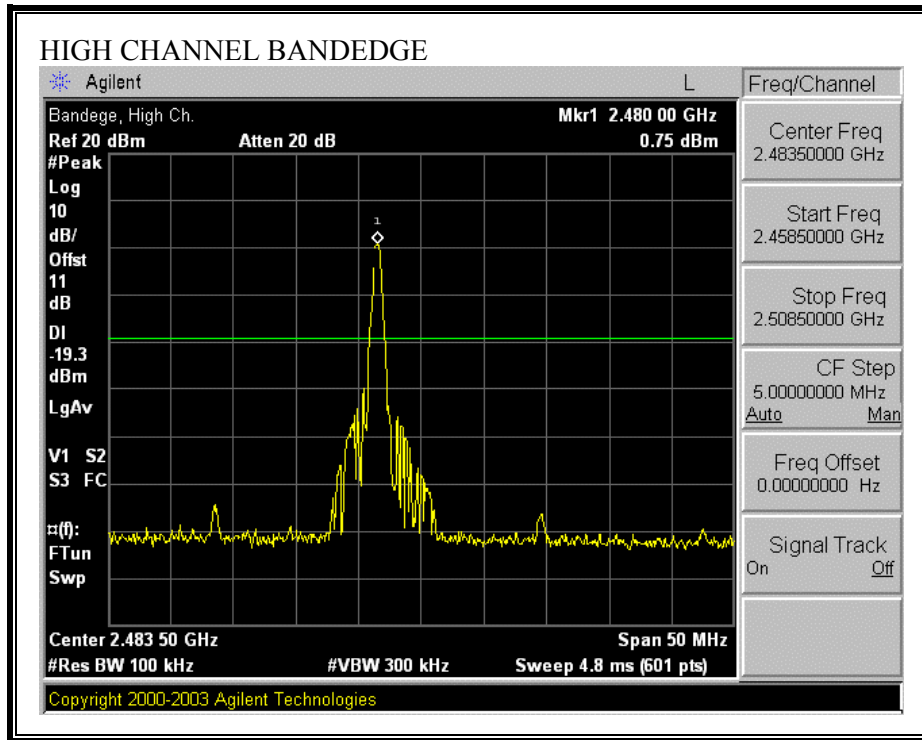 HIGH CHANNEL BANDEDGE
Agilent L Freq/Channel
Bandege, High Ch. Mkr1 2.480 00 GHz
Ref 20 dBm Atten 20 dB 0.75 dBm
#Peak
Log
10
dB/
Offst
11
dB
DI
-19.3
dBm
LgAv
V1 S2
S3 FC
¤(f):
FTun
Swp
1
Center 2.483 50 GHz Span 50 MHz
#Res BW 100 kHz #VBW 300 kHz Sweep 4.8 ms (601 pts)
Center Freq
2.48350000 GHz
Start Freq
2.45850000 GHz
Stop Freq
2.50850000 GHz
CF Step
5.00000000 MHz
Auto Man
Freq Offset
0.00000000 Hz
Signal Track
On Off
Copyright 2000-2003 Agilent Technologies